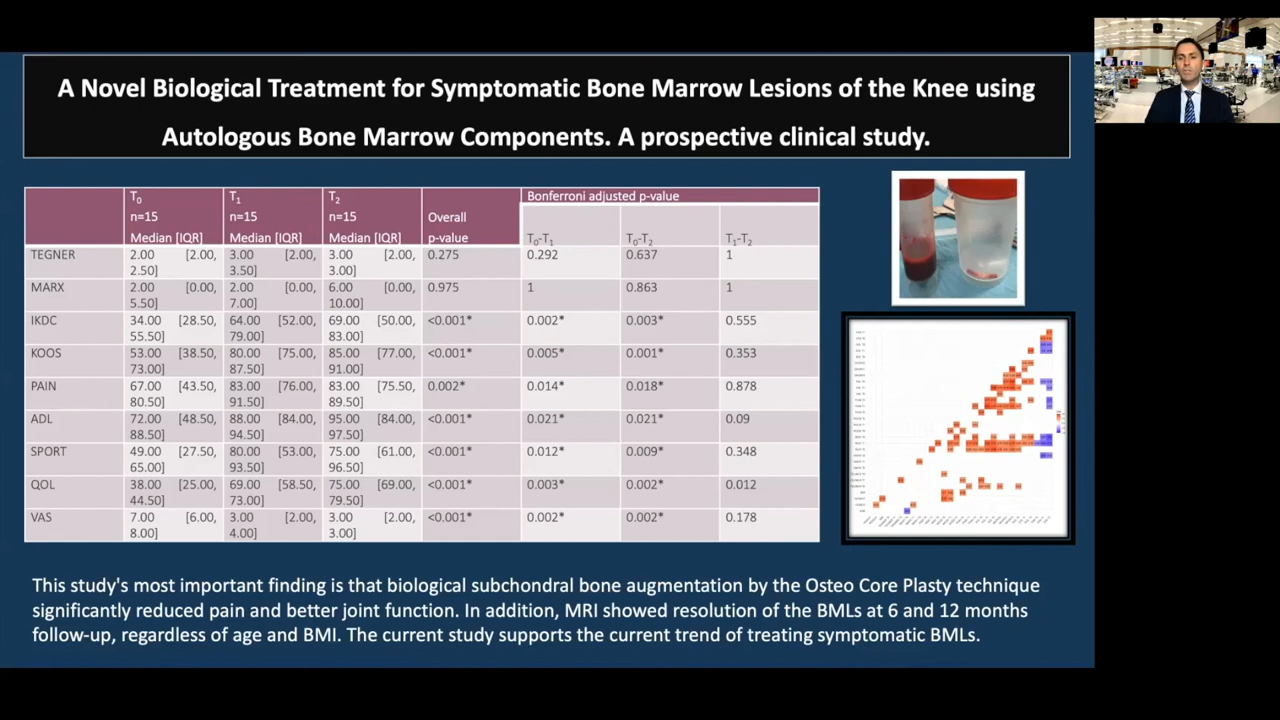 A Novel Biological Treatment for Symptomatic Bone Marrow Lesions of the Knee using
Autologous Bone Marrow Components. A prospective clinical study.
T0 n=15 Median [IQR] T1 n=15 Median [IQR] T2 n=15 Median [IQR] Overall p-value Bonferroni adjusted p-value
T0-T1 T0-T2 T1-T2
TEGNER 2.00 [2.00, 2.50] 3.00 [2.00, 3.50] 3.00 [2.00, 3.00] 0.275 0.292 0.637 1
MARX 2.00 [0.00, 5.50] 2.00 [0.00, 7.00] 6.00 [0.00, 10.00] 0.975 1 0.863 1
IKDC 34.00 [28.50, 55.50] 64.00 [52.00, 79.00] 69.00 [50.00, 83.00] <0.001* 0.002* 0.003* 0.555
KOOS 53.00 [38.50, 73.00] 80.00 [75.00, 87.50] 85.00 [77.00, 91.00] <0.001* 0.005* 0.001* 0.353
PAIN 67.00 [43.50, 80.50] 83.00 [76.00, 91.50] 83.00 [75.50, 89.50] 0.002* 0.014* 0.018* 0.878
ADL 72.00 [48.50, 88.50] 88.00 [84.00, 94.50] [84.00, 97.50] <0.001* 0.021* 0.021* 0.09
SPORT 49.00 [27.50, 65.00] 80.00 93.50] 75.00 [61.00, 96.50] <0.001* 0.012* 0.009* 0.348
QOL 38.00 [25.00, 44.50] 69.00 [58.50, 73.00] 75.00 [69.00, 79.50] <0.001* 0.003* 0.002* 0.012
VAS 7.00 [6.00, 8.00] 3.00 [2.00, 4.00] 3.00 [2.00, 3.00] <0.001* 0.002* 0.002* 0.178
This study's most important finding is that biological subchondral bone augmentation by the Osteo Core Plasty technique
significantly reduced pain and better joint function. In addition, MRI showed resolution of the BMLs at 6 and 12 months
follow-up, regardless of age and BMI. The current study supports the current trend of treating symptomatic BMLs.